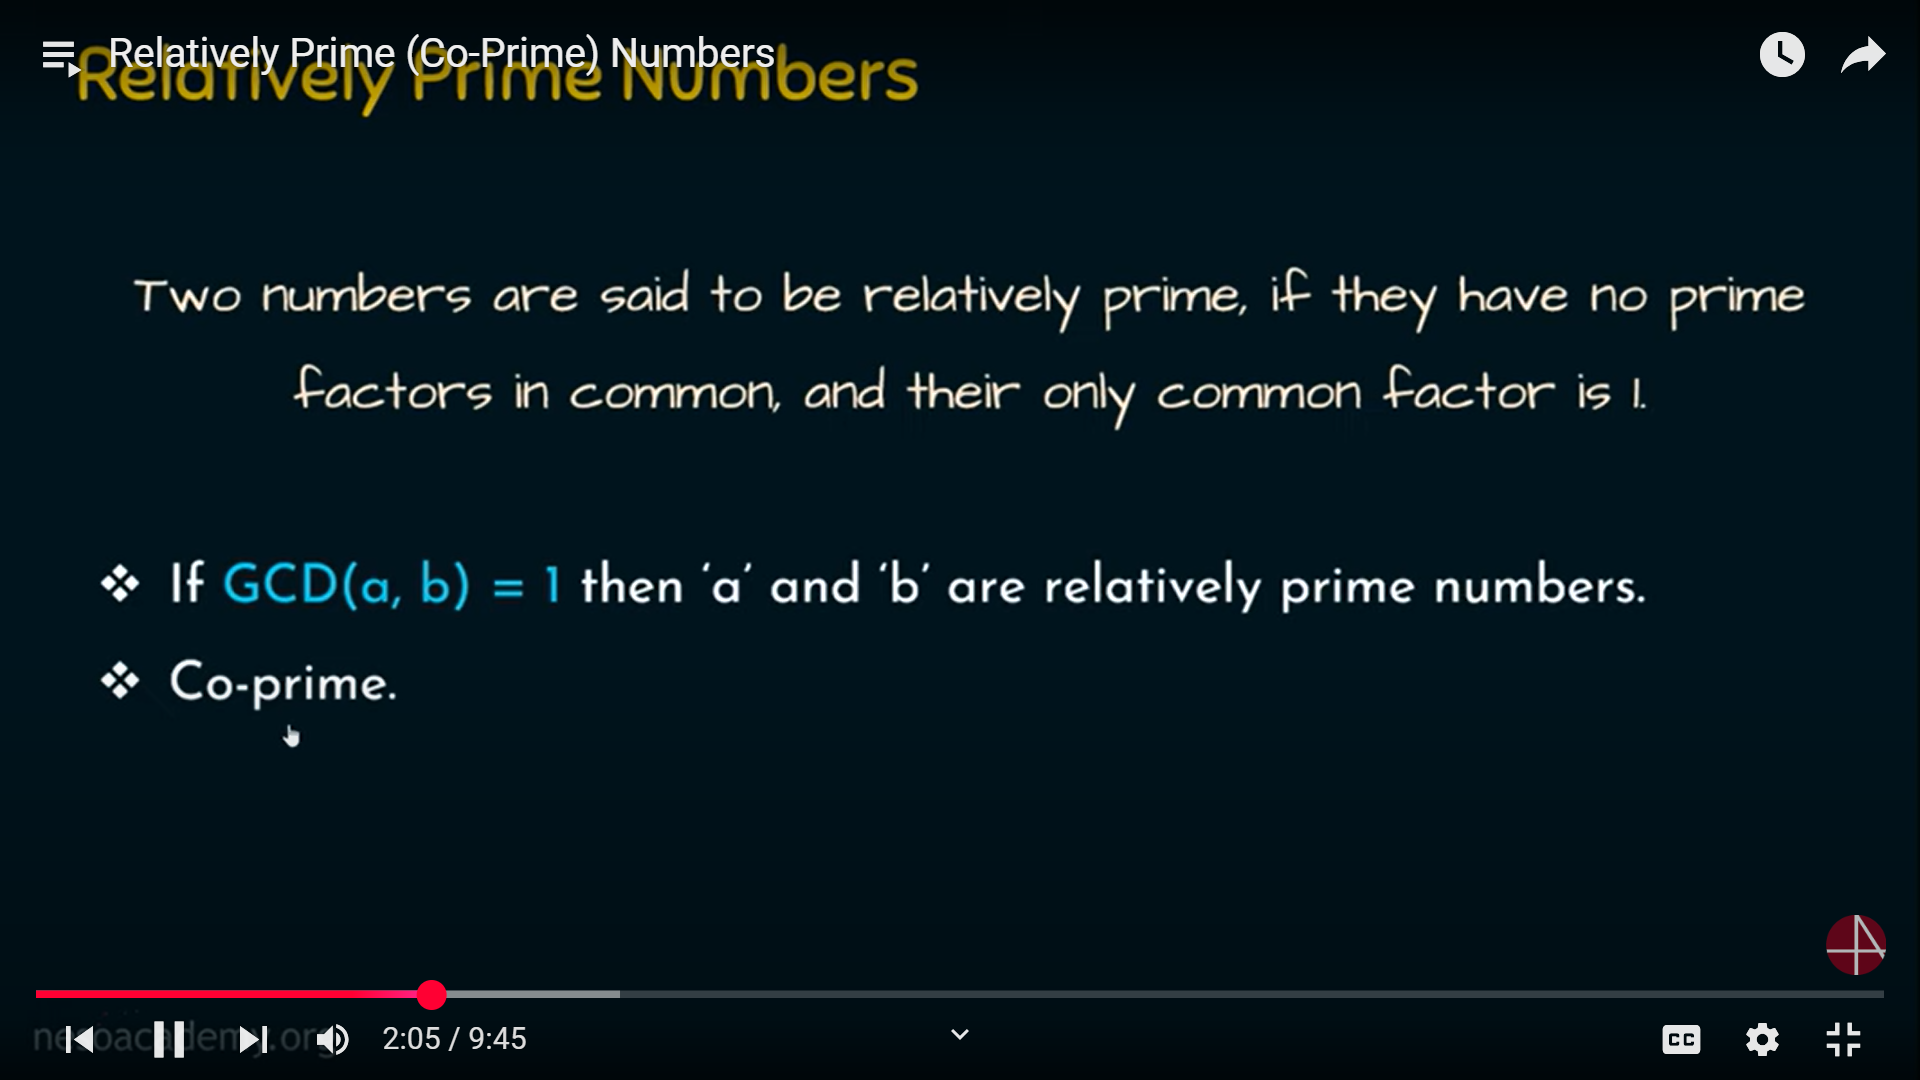 Relatively Prime (Co-Prime) Numbers
Relatively Prime Numbers
Two numbers are said to be relatively prime, if they have no prime
factors in common, and their only common factor is 1.
❖ If GCD(a, b) = 1 then ‘a’ and ‘b’ are relatively prime numbers.
❖ Co-prime.
nesoacademy.org
2:05 / 9:45
CC